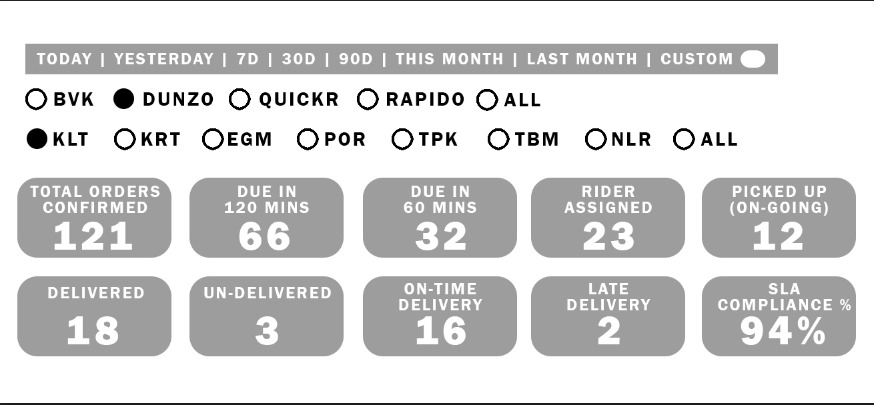 TODAY | YESTERDAY | 7D | 30D | 90D | THIS MONTH | LAST MONTH | CUSTOM
BVK DUNZO QUICKR RAPIDO ALL
KLT KRT EGM POR TPK TBM NLR ALL
TOTAL ORDERS
CONFIRMED
121
DUE IN
120 MINS
66
DUE IN
60 MINS
32
RIDER
ASSIGNED
23
PICKED UP
(ON-GOING)
12
DELIVERED
18
UN-DELIVERED
3
ON-TIME
DELIVERY
16
LATE
DELIVERY
2
SLA
COMPLIANCE %
94%